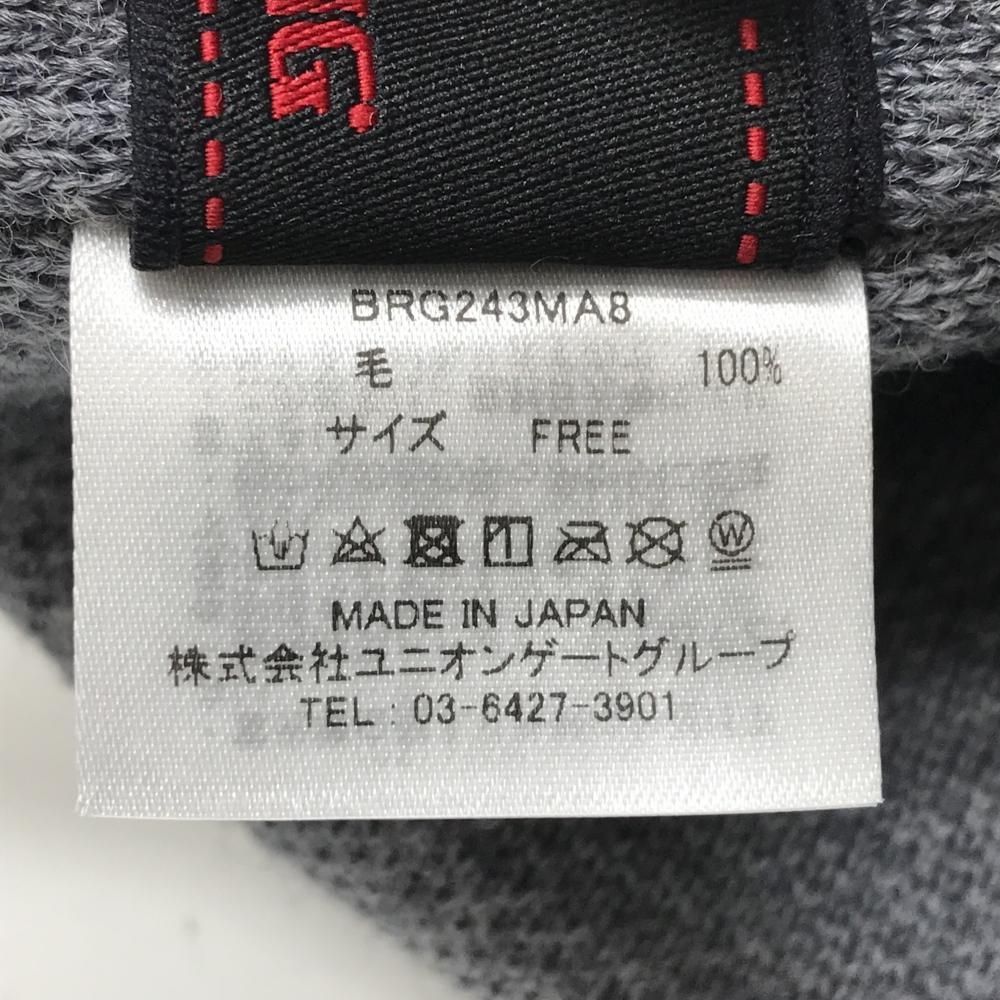 BRG243MA8
毛 100%
サイズ FREE
W
MADE IN JAPAN
株式会社ユニオンゲートグループ
TEL : 03-6427-3901